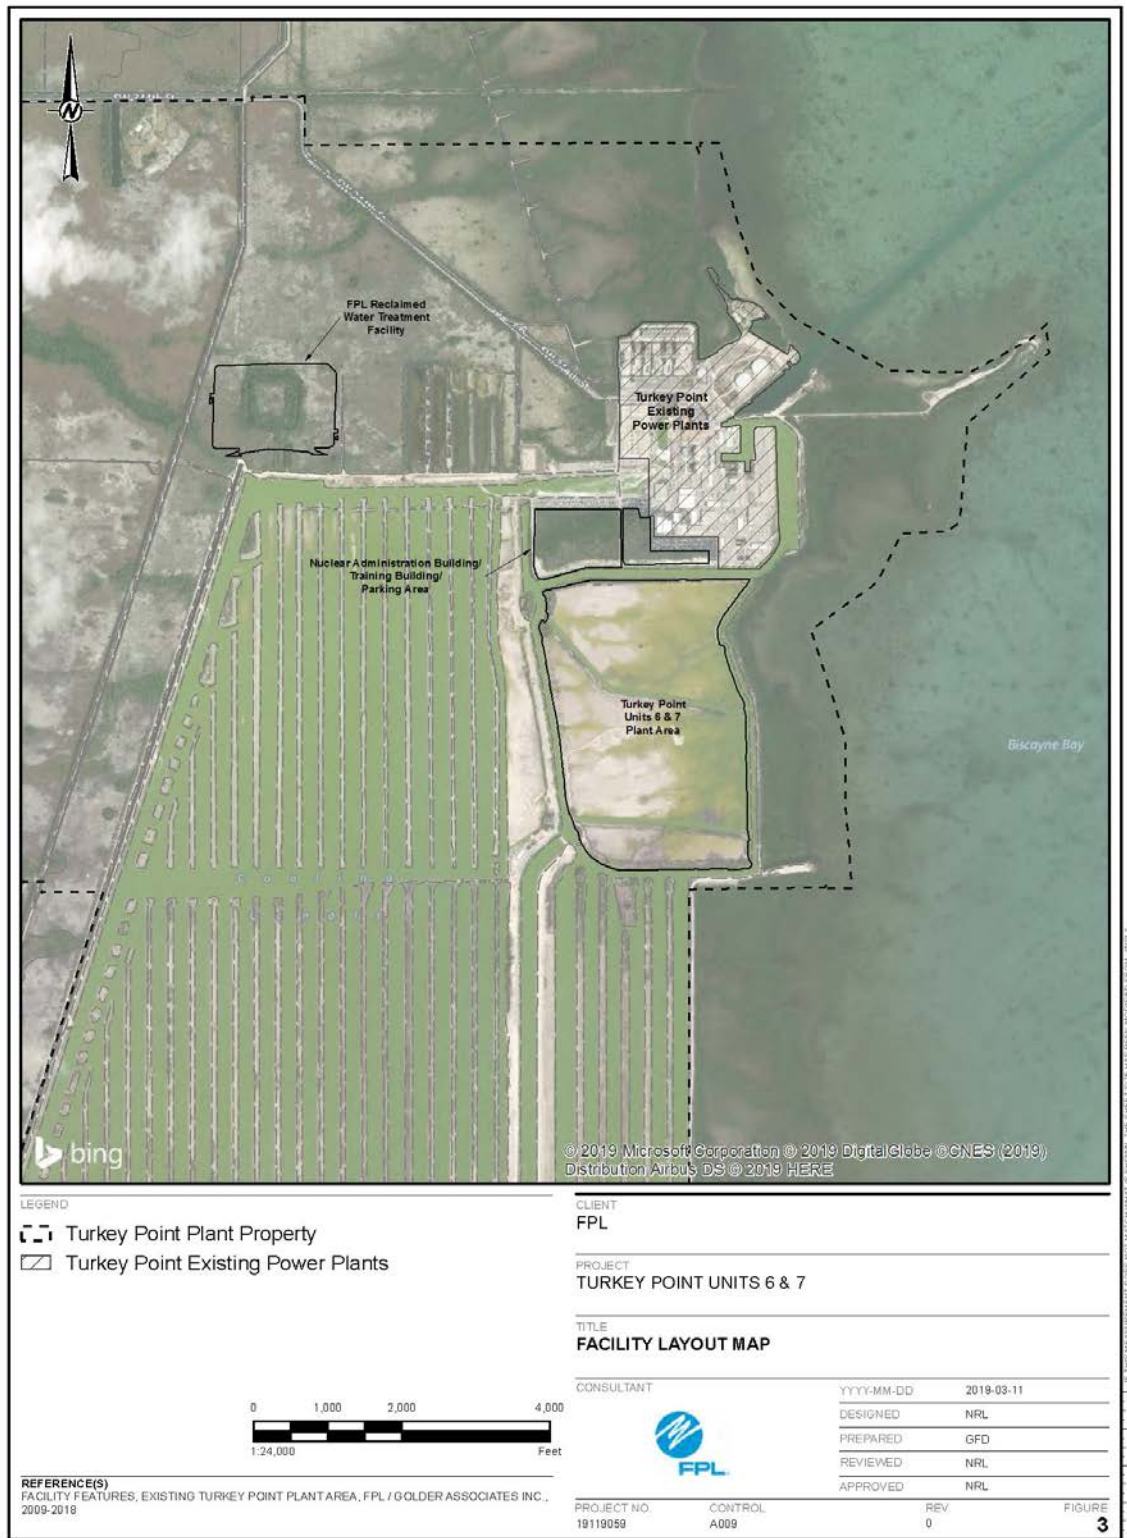 N
FPL Reclaimed
Water Treatment
Facility
Turkey Point
Existing
Power Plants
Nuclear Administration Building/
Training Building/
Parking Area
Turkey Point
Units 6 & 7
Plant Area
Biscayne Bay
Cooling
Canals
bing
© 2019 Microsoft Corporation © 2019 DigitalGlobe ©CNES (2019)
Distribution Airbus DS © 2019 HERE
LEGEND
Turkey Point Plant Property
Turkey Point Existing Power Plants
0 1,000 2,000 4,000
1:24,000 Feet
REFERENCE(S)
FACILITY FEATURES, EXISTING TURKEY POINT PLANT AREA, FPL / GOLDER ASSOCIATES INC.,
2009-2018
CLIENT
FPL
PROJECT
TURKEY POINT UNITS 6 & 7
TITLE
FACILITY LAYOUT MAP
CONSULTANT
FPL.
YYYY-MM-DD 2019-03-11
DESIGNED NRL
PREPARED GFD
REVIEWED NRL
APPROVED NRL
PROJECT NO. CONTROL REV. FIGURE
19119059 A009 0 3